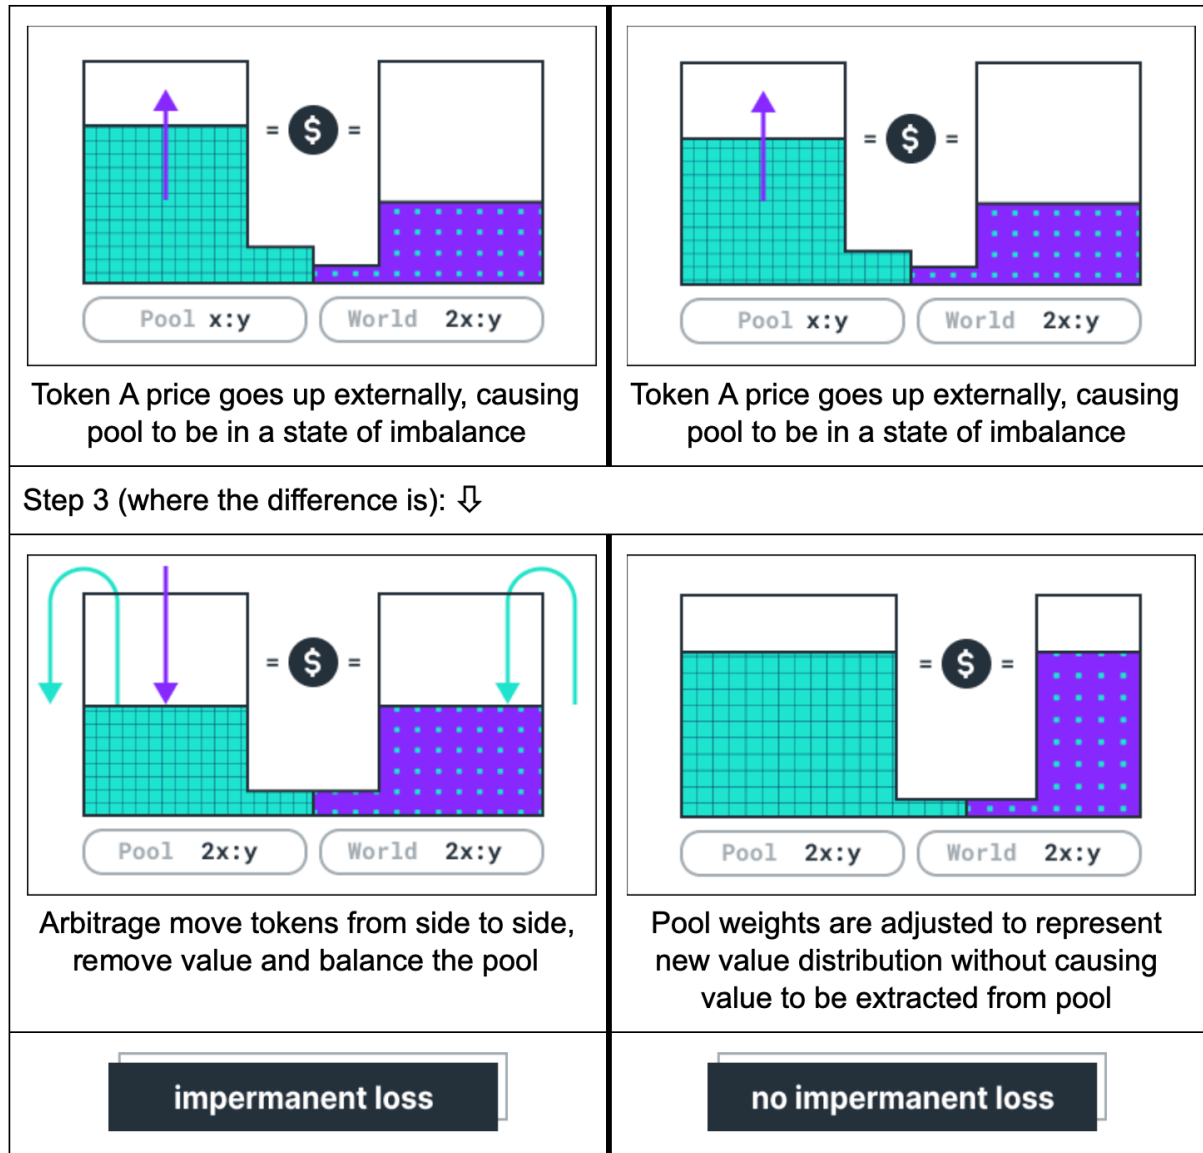 = $ =
Pool x:y
World 2x:y
Token A price goes up externally, causing
pool to be in a state of imbalance
= $ =
Pool x:y
World 2x:y
Token A price goes up externally, causing
pool to be in a state of imbalance
Step 3 (where the difference is): ⇩
= $ =
Pool 2x:y
World 2x:y
Arbitrage move tokens from side to side,
remove value and balance the pool
= $ =
Pool 2x:y
World 2x:y
Pool weights are adjusted to represent
new value distribution without causing
value to be extracted from pool
impermanent loss
no impermanent loss